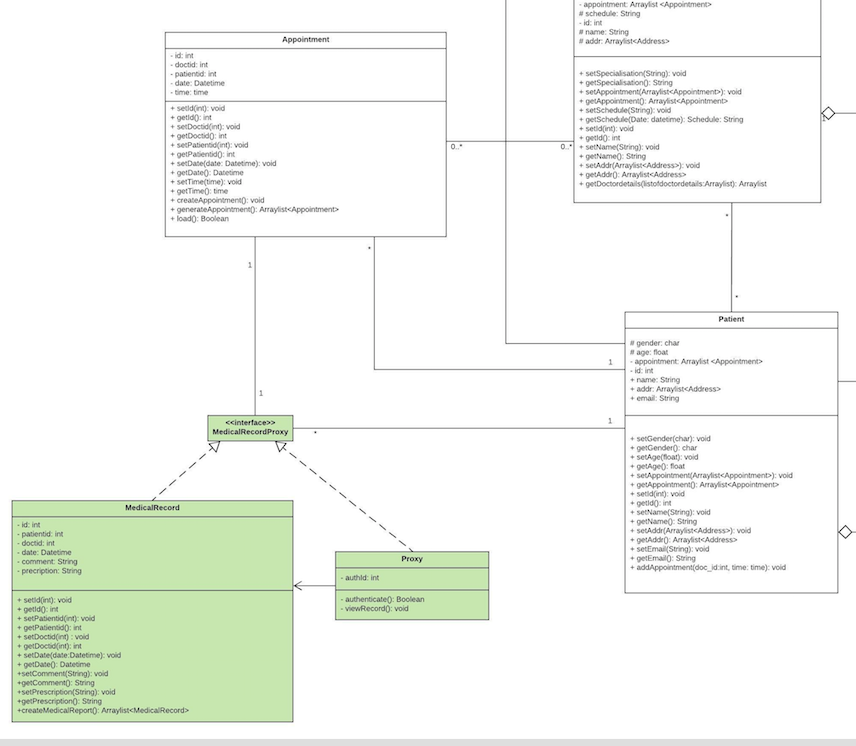 Appointment
- id: int
- doctid: int
- patientid: int
- date: Datetime
- time: time
+ setId(int): void
+ getId(): int
+ setDoctid(int): void
+ getDoctid(): int
+ setPatientid(int): void
+ getPatientid(): int
+ setDate(date: Datetime): void
+ getDate(): Datetime
+ setTime(time): void
+ getTime(): time
+ createAppointment(): void
+ generateAppointment(): Arraylist<Appointment>
+ load(): Boolean
- appointment: Arraylist <Appointment>
# schedule: String
- id: int
# name: String
# addr: Arraylist<Address>
+ setSpecialisation(String): void
+ getSpecialisation(): String
+ setAppointment(Arraylist<Appointment>): void
+ getAppointment(): Arraylist<Appointment>
+ setSchedule(String): void
+ getSchedule(Date: datetime): Schedule: String
+ setId(int): void
+ getId(): int
+ setName(String): void
+ getName(): String
+ setAddr(Arraylist<Address>): void
+ getAddr(): Arraylist<Address>
+ getDoctordetails(listofdoctordetails:Arraylist): Arraylist
1
0..*
0..*
*
*
1
*
1
1
1
*
Patient
# gender: char
# age: float
- appointment: Arraylist <Appointment>
- id: int
+ name: String
+ addr: Arraylist<Address>
+ email: String
+ setGender(char): void
+ getGender(): char
+ setAge(float): void
+ getAge(): float
+ setAppointment(Arraylist<Appointment>): void
+ getAppointment(): Arraylist<Appointment>
+ setId(int): void
+ getId(): int
+ setName(String): void
+ getName(): String
+ setAddr(Arraylist<Address>): void
+ getAddr(): Arraylist<Address>
+ setEmail(String): void
+ getEmail(): String
+ addAppointment(doc_id:int, time: time): void
<<interface>>
MedicalRecordProxy
MedicalRecord
- id: int
- patientid: int
- doctid: int
- date: Datetime
- comment: String
- precription: String
+ setId(int): void
+ getId(): int
+ setPatientid(int): void
+ getPatientid(): int
+ setDoctid(int) : void
+ getDoctid(int): int
+ setDate(date:Datetime): void
+ getDate(): Datetime
+setComment(String): void
+getComment(): String
+setPrescription(String): void
+getPrescription(): String
+createMedicalReport(): Arraylist<MedicalRecord>
Proxy
- authId: int
- authenticate(): Boolean
- viewRecord(): void